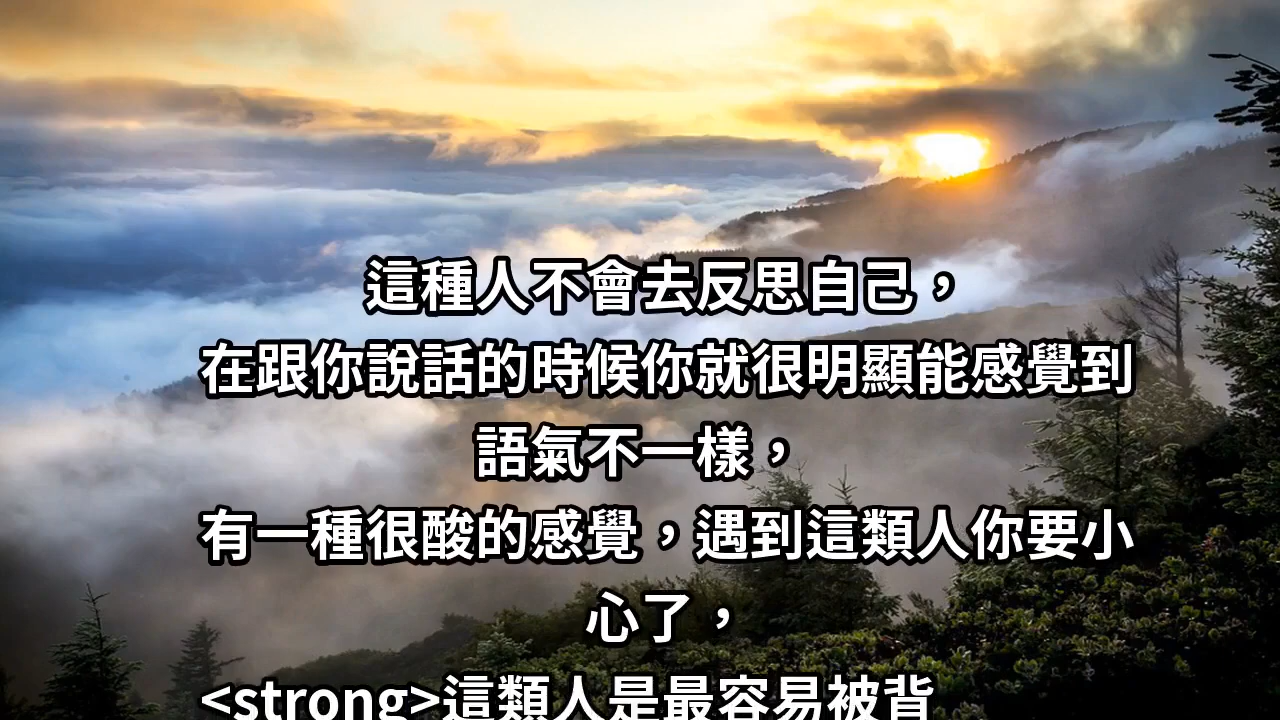 這種人不會去反思自己，
在跟你說話的時候你就很明顯能感覺到
語氣不一樣，
有一種很酸的感覺，遇到這類人你要小
心了，
<strong>這類人是最容易被背